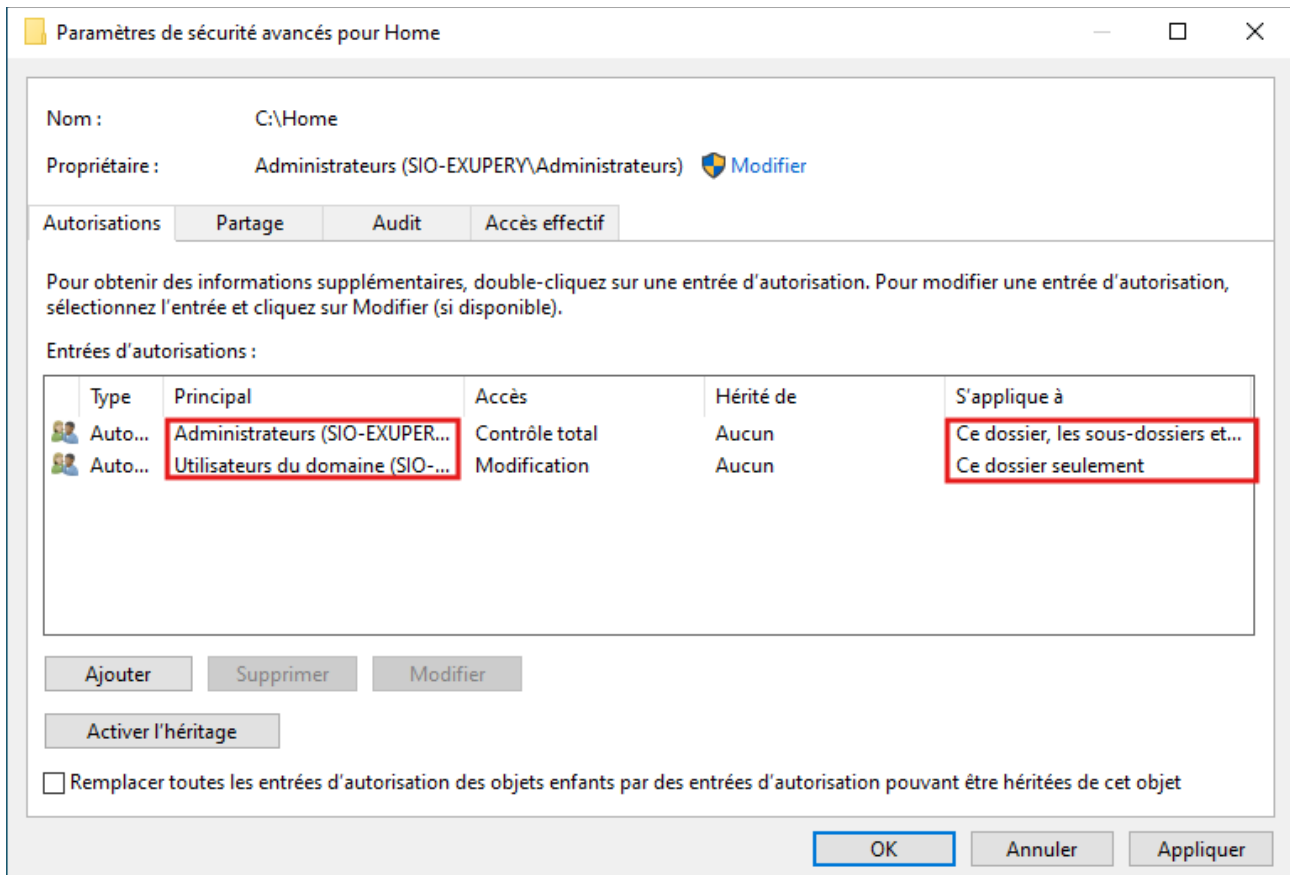 Paramètres de sécurité avancés pour Home
Nom : C:\Home
Propriétaire : Administrateurs (SIO-EXUPERY\Administrateurs) Modifier
Autorisations Partage Audit Accès effectif
Pour obtenir des informations supplémentaires, double-cliquez sur une entrée d'autorisation. Pour modifier une entrée d'autorisation,
sélectionnez l'entrée et cliquez sur Modifier (si disponible).
Entrées d'autorisations :
Type Principal Accès Hérité de S'applique à
Auto... Administrateurs (SIO-EXUPER... Contrôle total Aucun Ce dossier, les sous-dossiers et...
Auto... Utilisateurs du domaine (SIO-... Modification Aucun Ce dossier seulement
Ajouter Supprimer Modifier
Activer l'héritage
Remplacer toutes les entrées d'autorisation des objets enfants par des entrées d'autorisation pouvant être héritées de cet objet
OK Annuler Appliquer